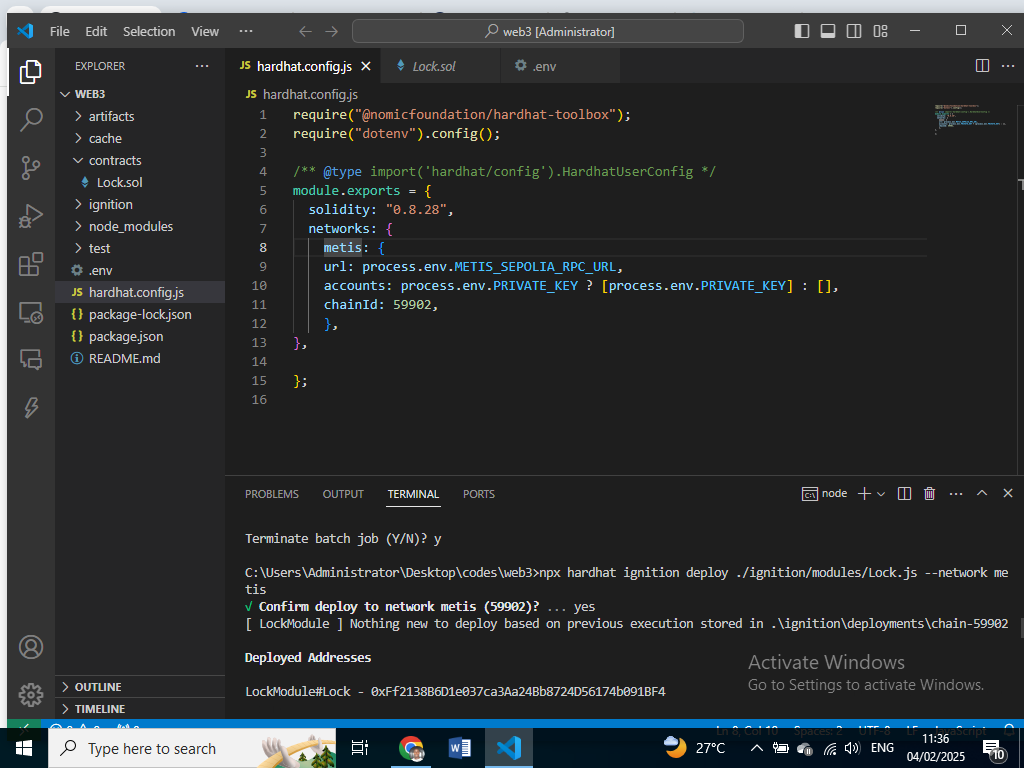 File Edit Selection View ··· web3 [Administrator]
EXPLORER ···
WEB3
artifacts
cache
contracts
Lock.sol
ignition
node_modules
test
.env
JS hardhat.config.js
{} package-lock.json
{} package.json
README.md
OUTLINE
TIMELINE
JS hardhat.config.js Lock.sol .env
JS hardhat.config.js
1 require("@nomicfoundation/hardhat-toolbox");
2 require("dotenv").config();
3
4 /** @type import('hardhat/config').HardhatUserConfig */
5 module.exports = {
6 solidity: "0.8.28",
7 networks: {
8 metis: {
9 url: process.env.METIS_SEPOLIA_RPC_URL,
10 accounts: process.env.PRIVATE_KEY ? [process.env.PRIVATE_KEY] : [],
11 chainId: 59902,
12 },
13 },
14
15 };
16
PROBLEMS OUTPUT TERMINAL PORTS node
Terminate batch job (Y/N)? y
C:\Users\Administrator\Desktop\codes\web3>npx hardhat ignition deploy ./ignition/modules/Lock.js --network me
tis
√ Confirm deploy to network metis (59902)? ... yes
[ LockModule ] Nothing new to deploy based on previous execution stored in .\ignition\deployments\chain-59902
Deployed Addresses
LockModule#Lock - 0xFf2138B6D1e037ca3Aa24Bb8724D56174b091BF4
Activate Windows
Go to Settings to activate Windows.
Ln 8, Col 10 Spaces: 2 UTF-8 LF JavaScript
Type here to search
27°C
ENG
11:36
04/02/2025
10